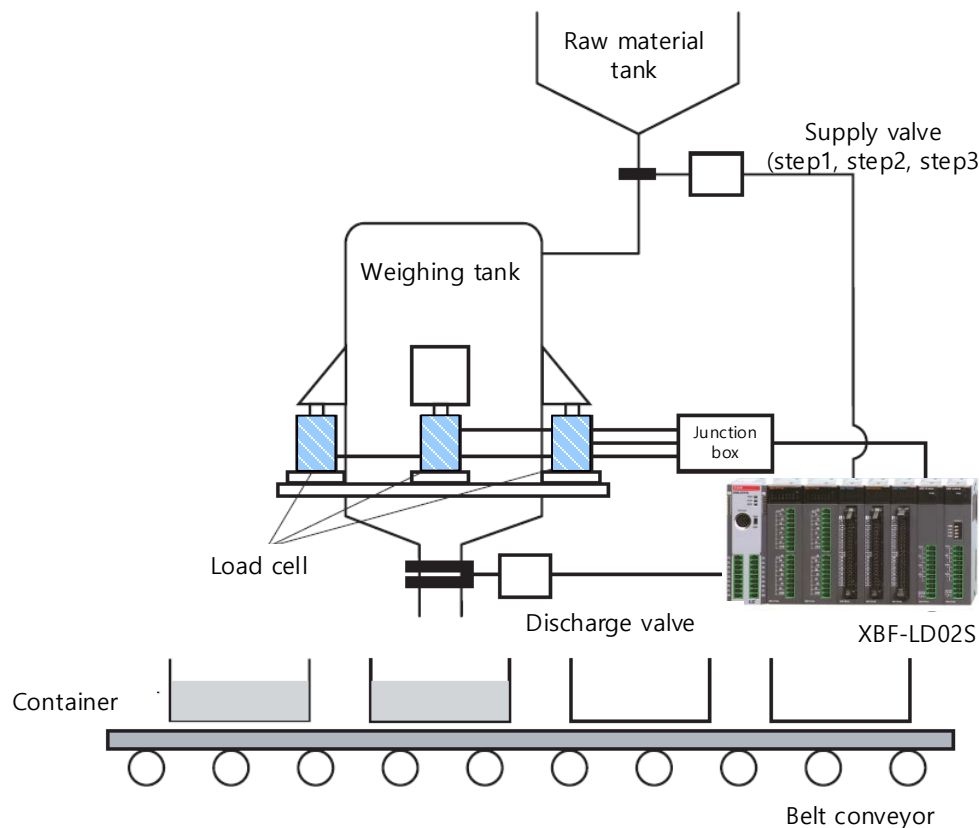 Raw material
tank
Supply valve
(step1, step2, step3
Weighing tank
Junction
box
Load cell
Discharge valve
XBF-LD02S
Container
Belt conveyor